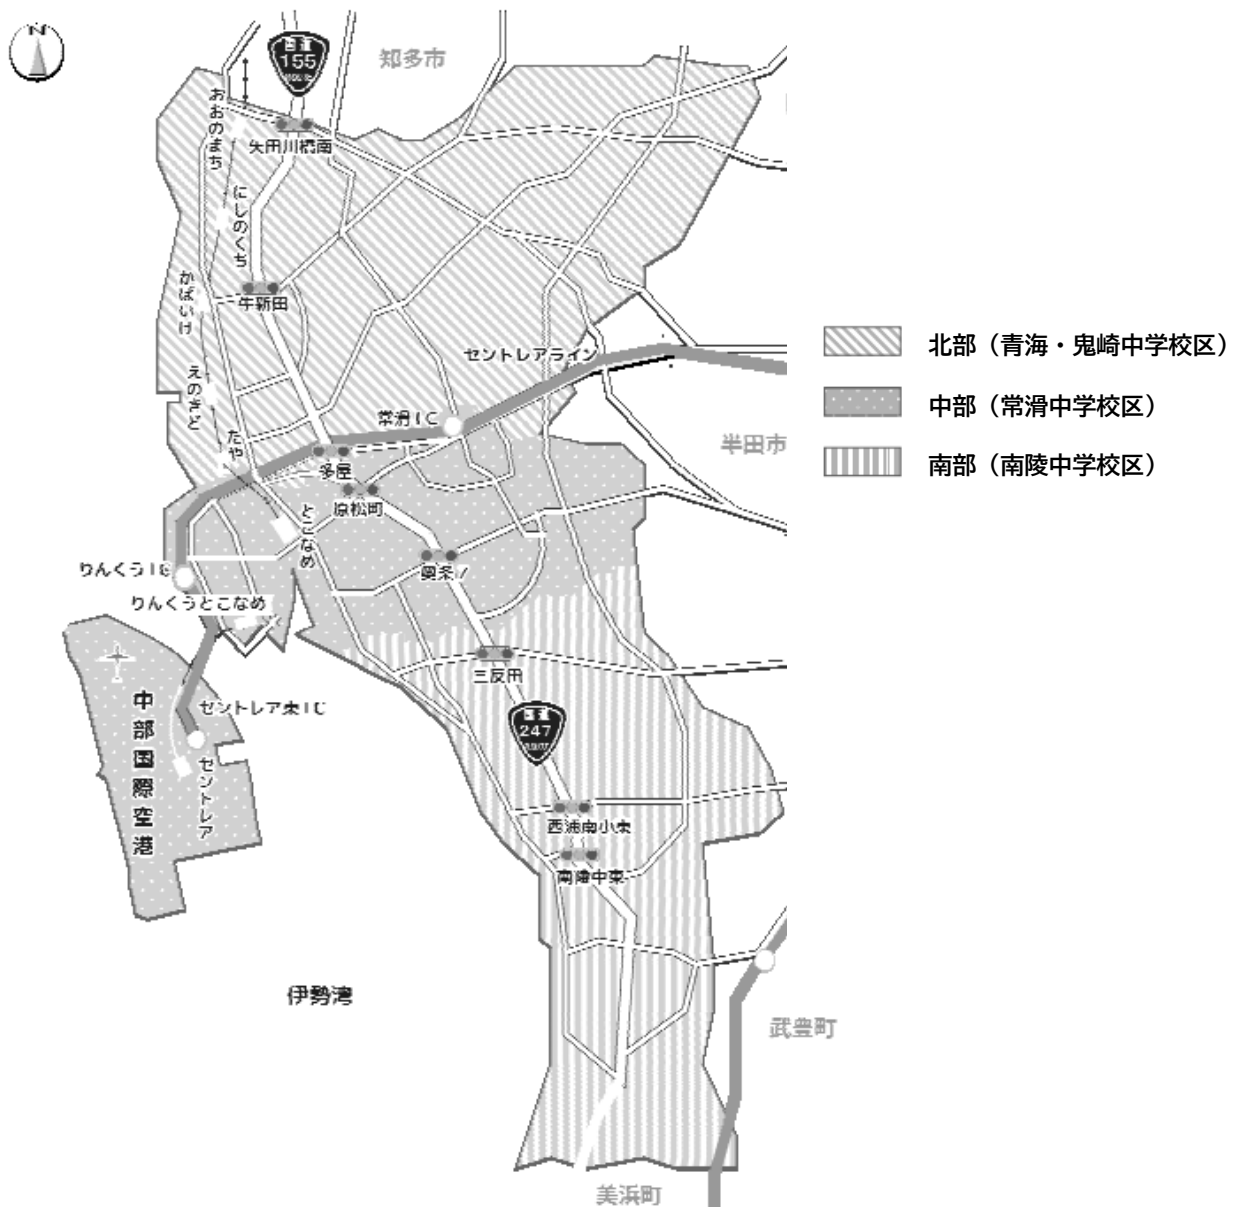 N
国道
155
ROUTE
知多市
おおのまち
矢田川橋南
にしのくち
かばいけ
牛新田
セントレアライン
えのきど
常滑IC
たや
多屋
半田市
原松町
とこなめ
奥条7
りんくうIC
りんくうとこなめ
三反田
中部国際空港
セントレア東IC
国道
247
ROUTE
セントレア
西浦南小東
南陵中東
伊勢湾
武豊町
美浜町
北部(青海・鬼崎中学校区)
中部(常滑中学校区)
南部(南陵中学校区)